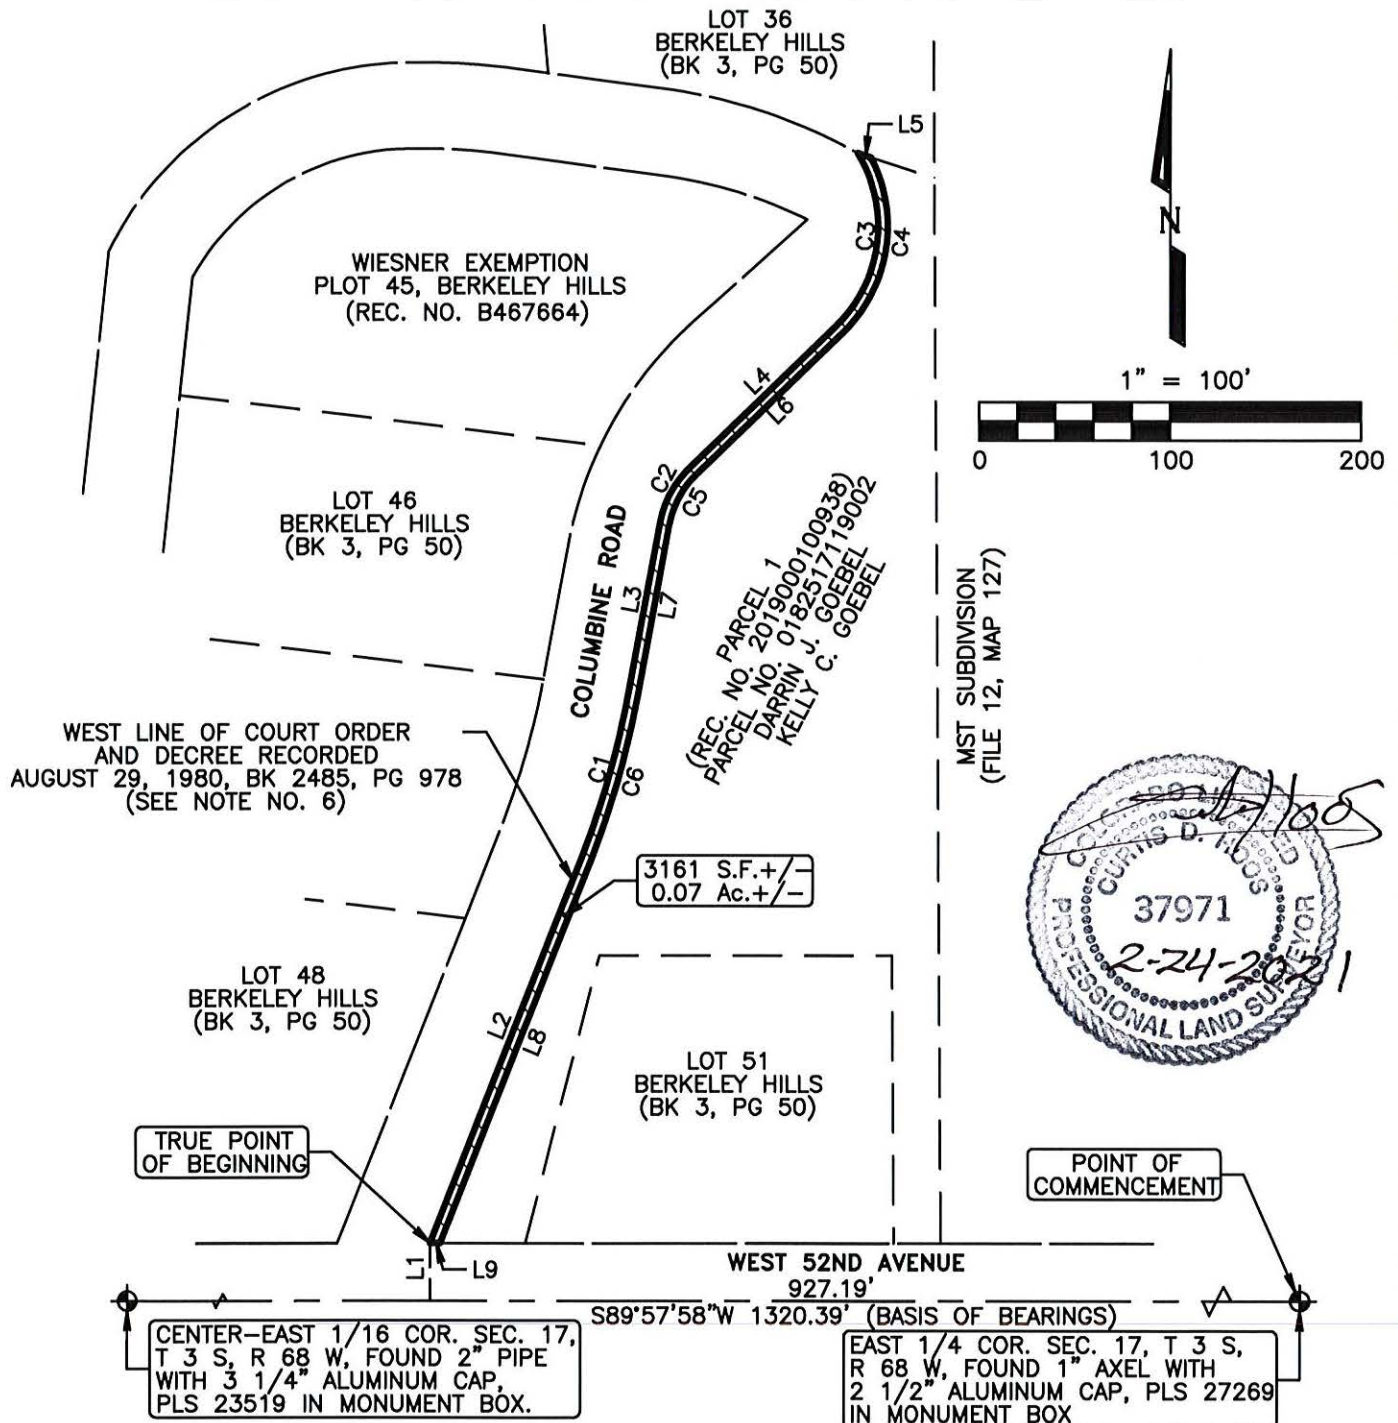 LOT 36
BERKELEY HILLS
(BK 3, PG 50)
L5
C3
C4
N
WIESNER EXEMPTION
PLOT 45, BERKELEY HILLS
(REC. NO. B467664)
1" = 100'
0 100 200
L4
L6
C2
C5
LOT 46
BERKELEY HILLS
(BK 3, PG 50)
COLUMBINE ROAD
L3
L7
PARCEL 1
(REC. NO. 2019000100938)
PARCEL NO. 0182517119002
DARRIN J. GOEBEL
KELLY C. GOEBEL
MST SUBDIVISION
(FILE 12, MAP 127)
WEST LINE OF COURT ORDER
AND DECREE RECORDED
AUGUST 29, 1980, BK 2485, PG 978
(SEE NOTE NO. 6)
C1
C6
3161 S.F.+/-
0.07 Ac.+/-
CURTIS D. HOOS
37971
2-24-2021
PROFESSIONAL LAND SURVEYOR
LOT 48
BERKELEY HILLS
(BK 3, PG 50)
L2
L8
LOT 51
BERKELEY HILLS
(BK 3, PG 50)
TRUE POINT
OF BEGINNING
POINT OF
COMMENCEMENT
L1
L9
WEST 52ND AVENUE
927.19'
S89°57'58"W 1320.39' (BASIS OF BEARINGS)
CENTER-EAST 1/16 COR. SEC. 17,
T 3 S, R 68 W, FOUND 2" PIPE
WITH 3 1/4" ALUMINUM CAP,
PLS 23519 IN MONUMENT BOX.
EAST 1/4 COR. SEC. 17, T 3 S,
R 68 W, FOUND 1" AXEL WITH
2 1/2" ALUMINUM CAP, PLS 27269
IN MONUMENT BOX